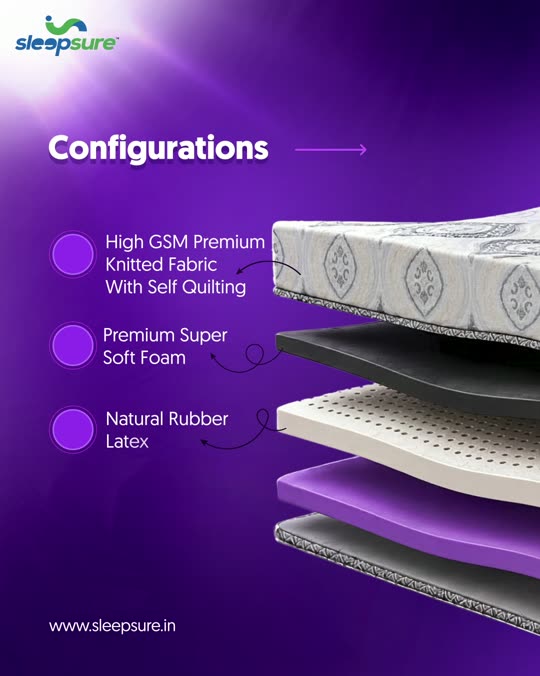 sleepsure™
Configurations
High GSM Premium
Knitted Fabric
With Self Quilting
Premium Super
Soft Foam
Natural Rubber
Latex
www.sleepsure.in